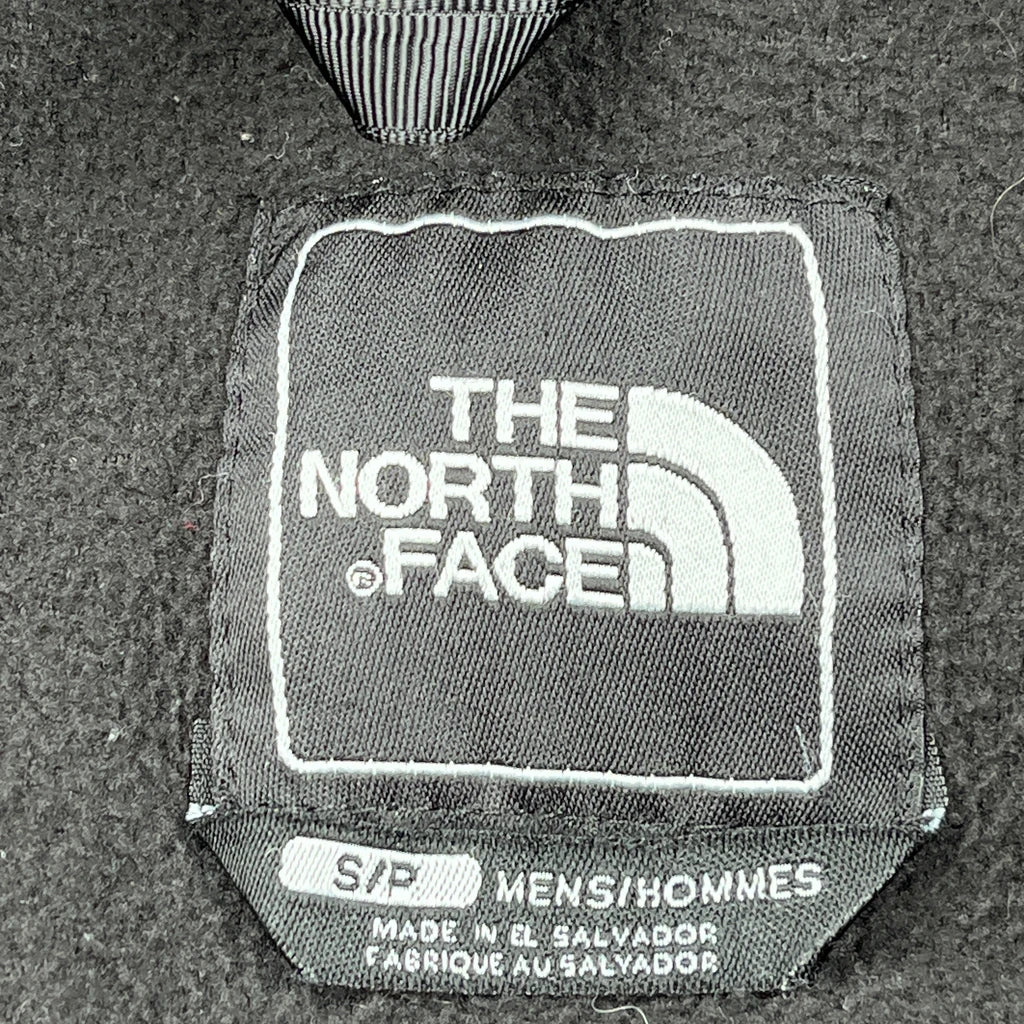 THE
NORTH
®FACE
S/P MENS/HOMMES
MADE IN EL SALVADOR
FABRIQUE AU SALVADOR